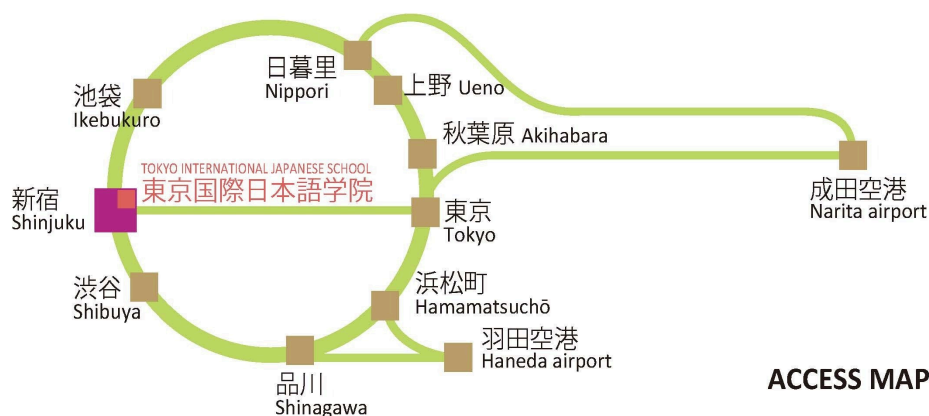 日暮里
Nippori
上野 Ueno
池袋
Ikebukuro
秋葉原 Akihabara
TOKYO INTERNATIONAL JAPANESE SCHOOL
東京国際日本語学院
新宿
Shinjuku
東京
Tokyo
成田空港
Narita airport
渋谷
Shibuya
浜松町
Hamamatsuchō
羽田空港
Haneda airport
品川
Shinagawa
ACCESS MAP